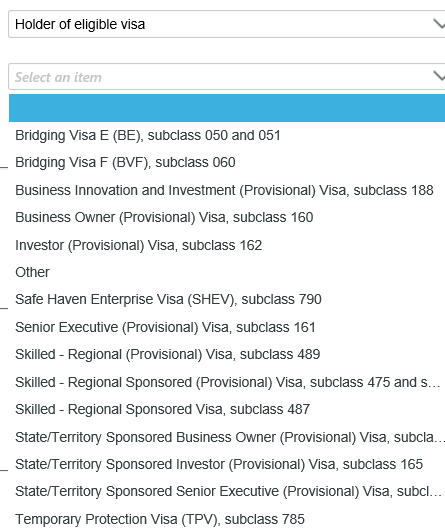 Holder of eligible visa
Select an item
Bridging Visa E (BE), subclass 050 and 051
Bridging Visa F (BVF), subclass 060
Business Innovation and Investment (Provisional) Visa, subclass 188
Business Owner (Provisional) Visa, subclass 160
Investor (Provisional) Visa, subclass 162
Other
Safe Haven Enterprise Visa (SHEV), subclass 790
Senior Executive (Provisional) Visa, subclass 161
Skilled - Regional (Provisional) Visa, subclass 489
Skilled - Regional Sponsored (Provisional) Visa, subclass 475 and s...
Skilled - Regional Sponsored Visa, subclass 487
State/Territory Sponsored Business Owner (Provisional) Visa, subcla...
State/Territory Sponsored Investor (Provisional) Visa, subclass 165
State/Territory Sponsored Senior Executive (Provisional) Visa, subcl...
Temporary Protection Visa (TPV), subclass 785